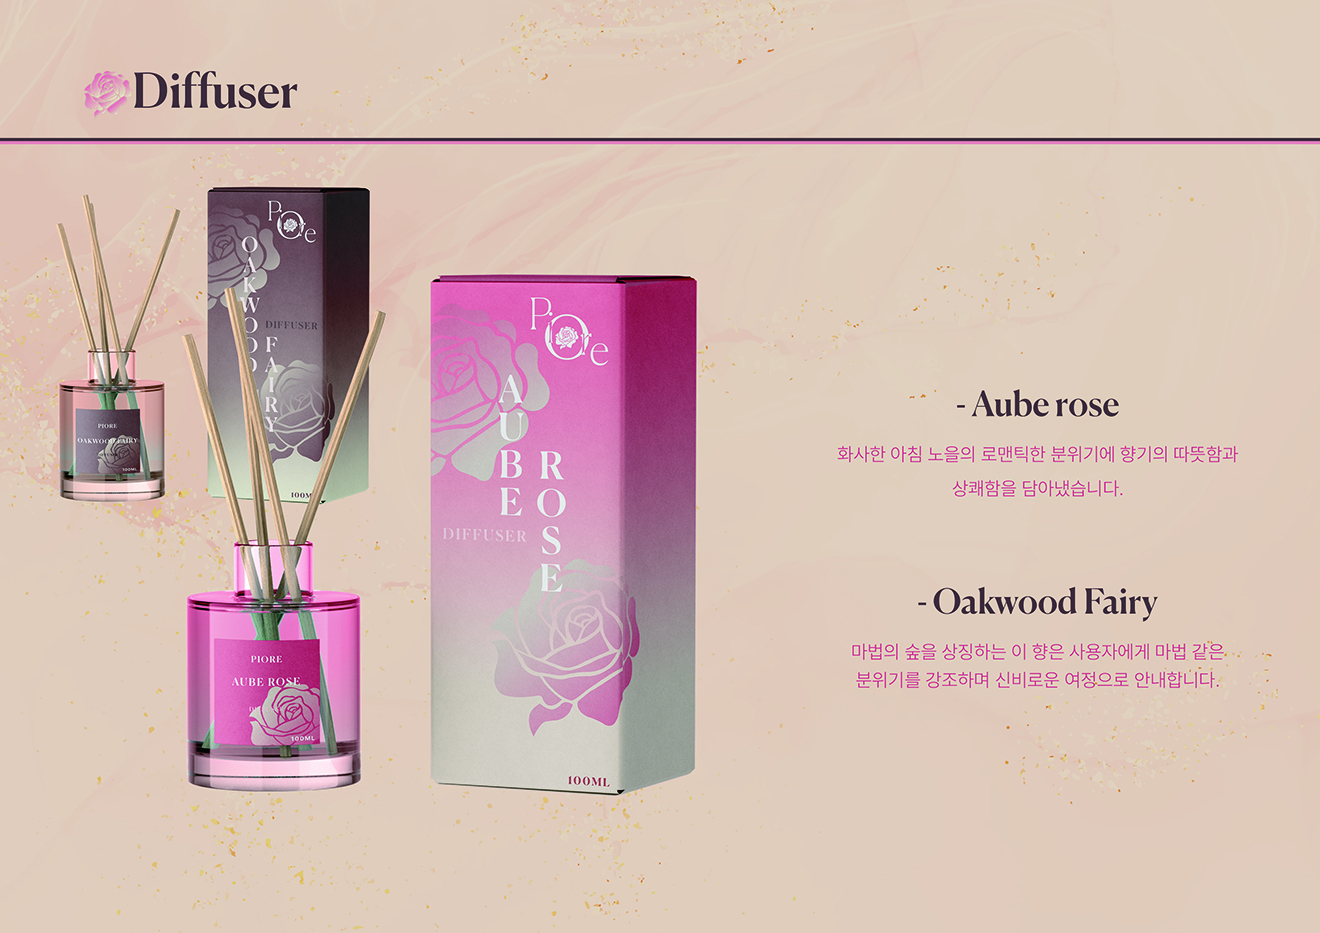 Diffuser
POe
OAKWOOD
DIFFUSER
FAIRY
100M
PIORE
OAKWOOD FAIRY
100ML
POe
AUBE
ROSE
DIFFUSER
100ML
PIORE
AUBE ROSE
100ML
- Aube rose
화사한 아침 노을의 로맨틱한 분위기에 향기의 따뜻함과
상쾌함을 담아냈습니다.
- Oakwood Fairy
마법의 숲을 상징하는 이 향은 사용자에게 마법 같은
분위기를 강조하며 신비로운 여정으로 안내합니다.